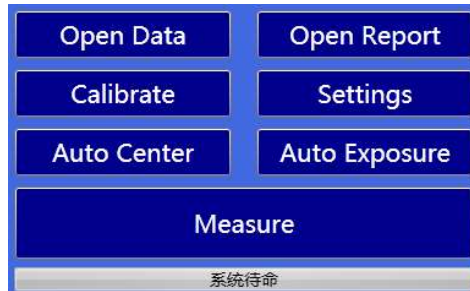 Open Data Open Report
Calibrate Settings
Auto Center Auto Exposure
Measure
系统待命